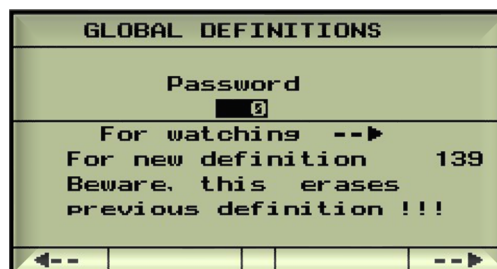 GLOBAL DEFINITIONS
Password
0
For watching --►
For new definition 139
Beware, this erases
previous definition !!!
◄-- --►